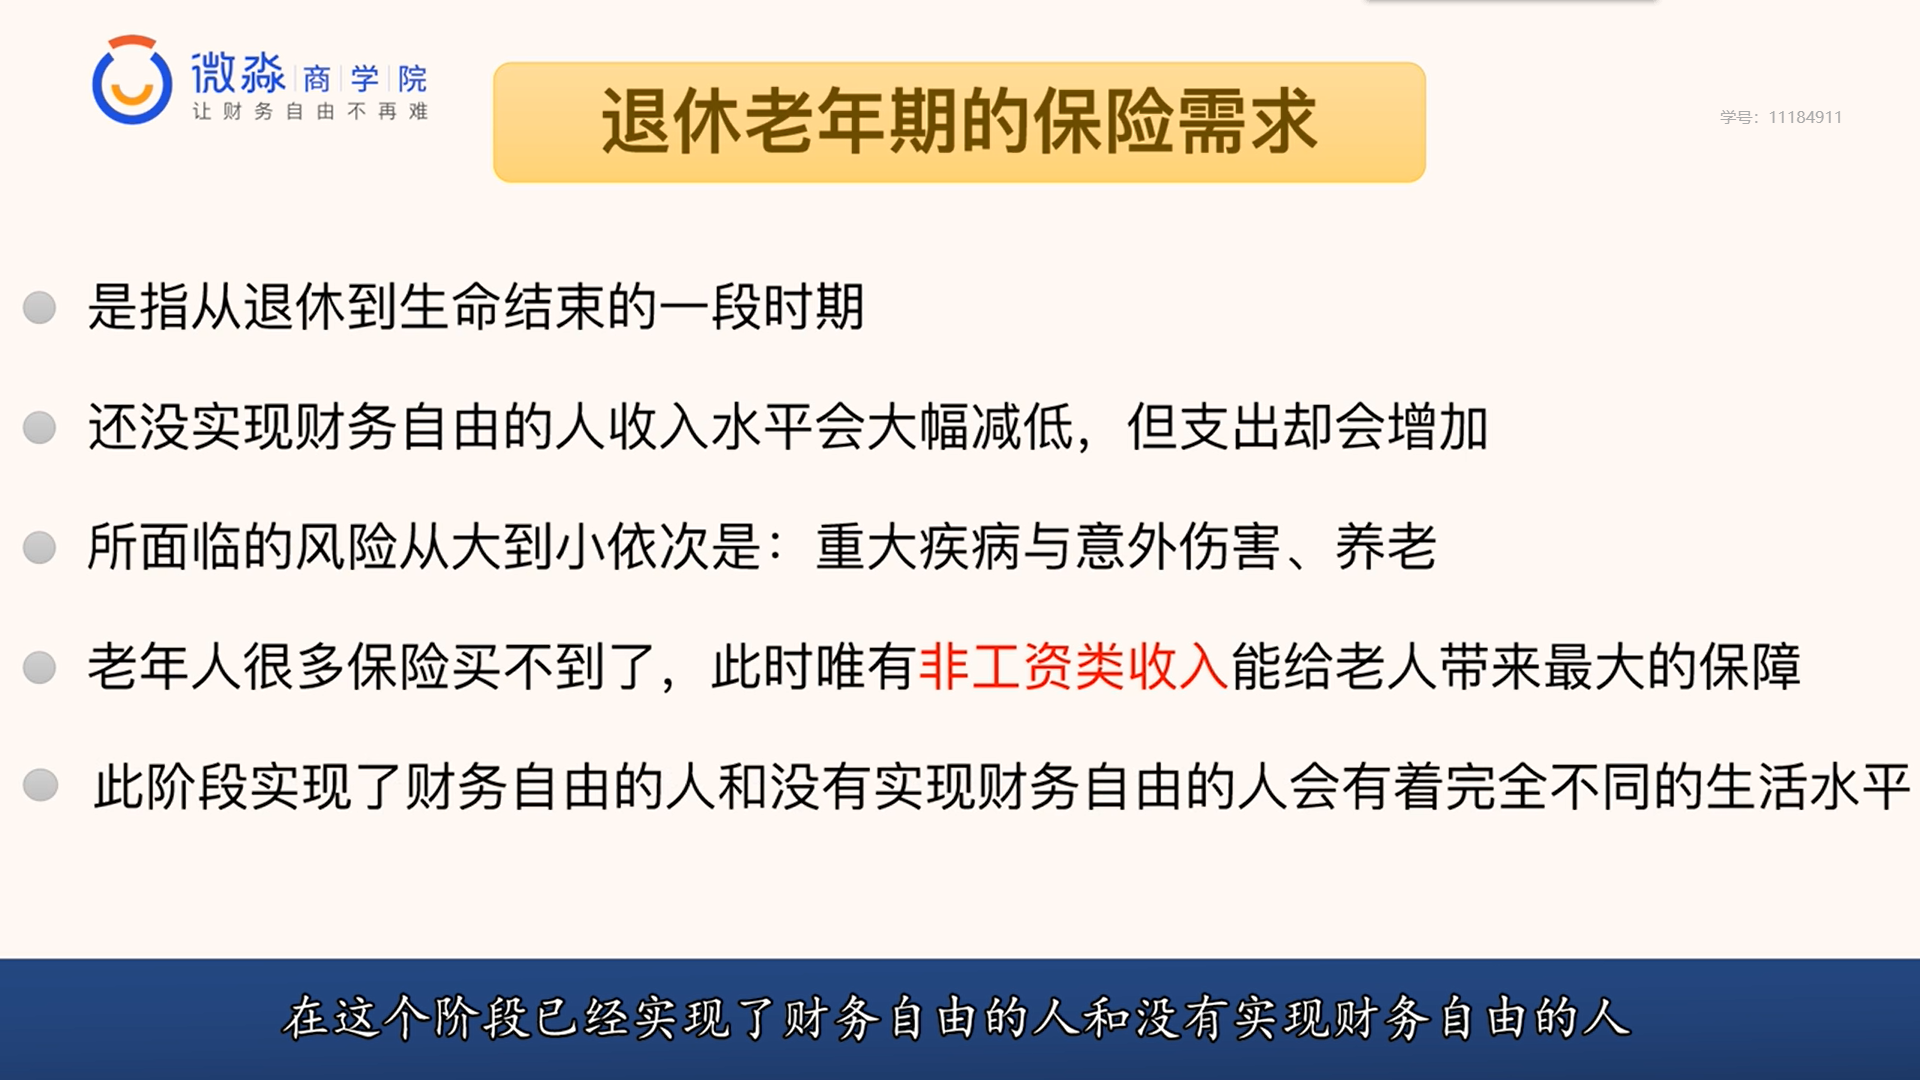 微淼商学院
让财务自由不再难
退休老年期的保险需求
学号：11184911
是指从退休到生命结束的一段时期
还没实现财务自由的人收入水平会大幅减低，但支出却会增加
所面临的风险从大到小依次是：重大疾病与意外伤害、养老
老年人很多保险买不到了，此时唯有非工资类收入能给老人带来最大的保障
此阶段实现了财务自由的人和没有实现财务自由的人会有着完全不同的生活水平
在这个阶段已经实现了财务自由的人和没有实现财务自由的人